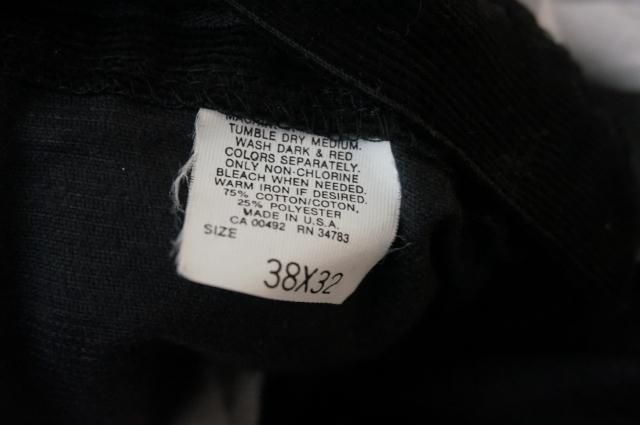 TUMBLE DRY MEDIUM.
WASH DARK & RED
COLORS SEPARATELY.
ONLY NON-CHLORINE
BLEACH WHEN NEEDED.
WARM IRON IF DESIRED.
75% COTTON/COTON,
25% POLYESTER
MADE IN U.S.A.
CA 00492 RN 34783
SIZE
38X32